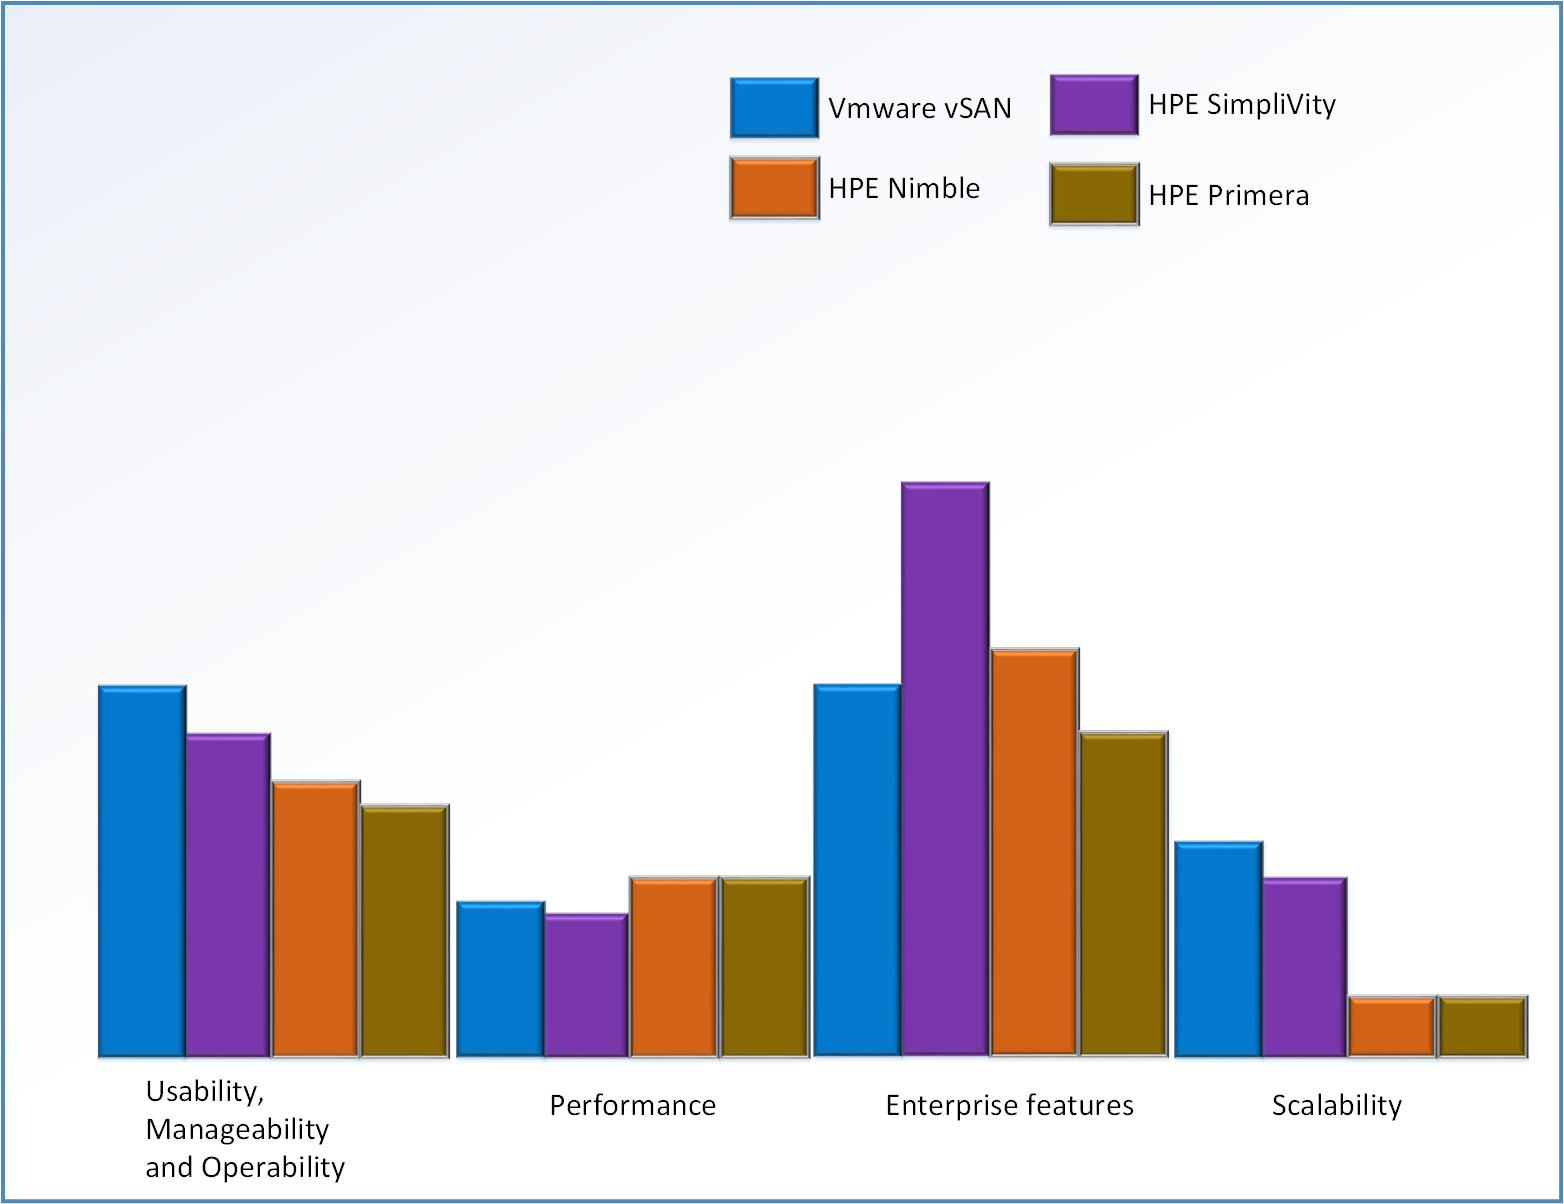 Vmware vSAN
HPE SimpliVity
HPE Nimble
HPE Primera
Usability,
Manageability
and Operability
Performance
Enterprise features
Scalability